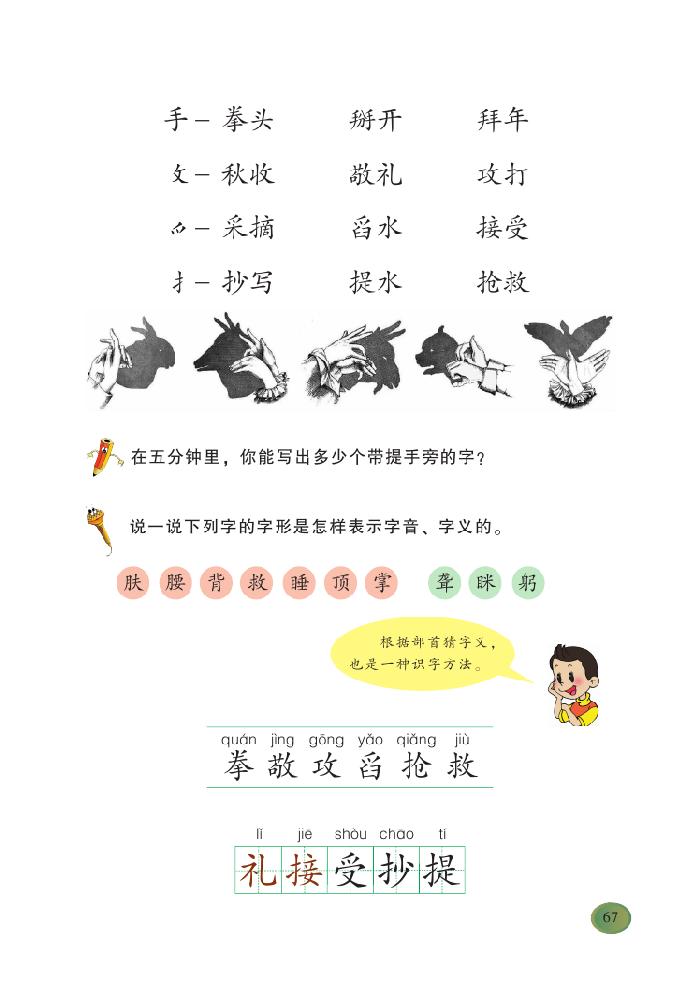 手－ 拳头 掰开 拜年
攵－ 秋收 敬礼 攻打
爫－ 采摘 舀水 接受
扌－ 抄写 提水 抢救
在五分钟里，你能写出多少个带提手旁的字？
说一说下列字的字形是怎样表示字音、字义的。
肤 腰 背 救 睡 顶 掌 聋 眯 躬
根据部首猜字义，
也是一种识字方法。
quán jìng gōng yǎo qiǎng jiù
拳 敬 攻 舀 抢 救
lǐ jiē shòu chāo tí
礼 接 受 抄 提
67